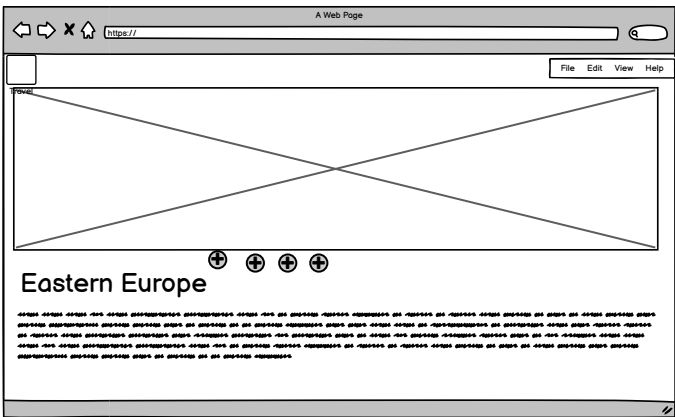 A Web Page
https://
File Edit View Help
Travel
Eastern Europe